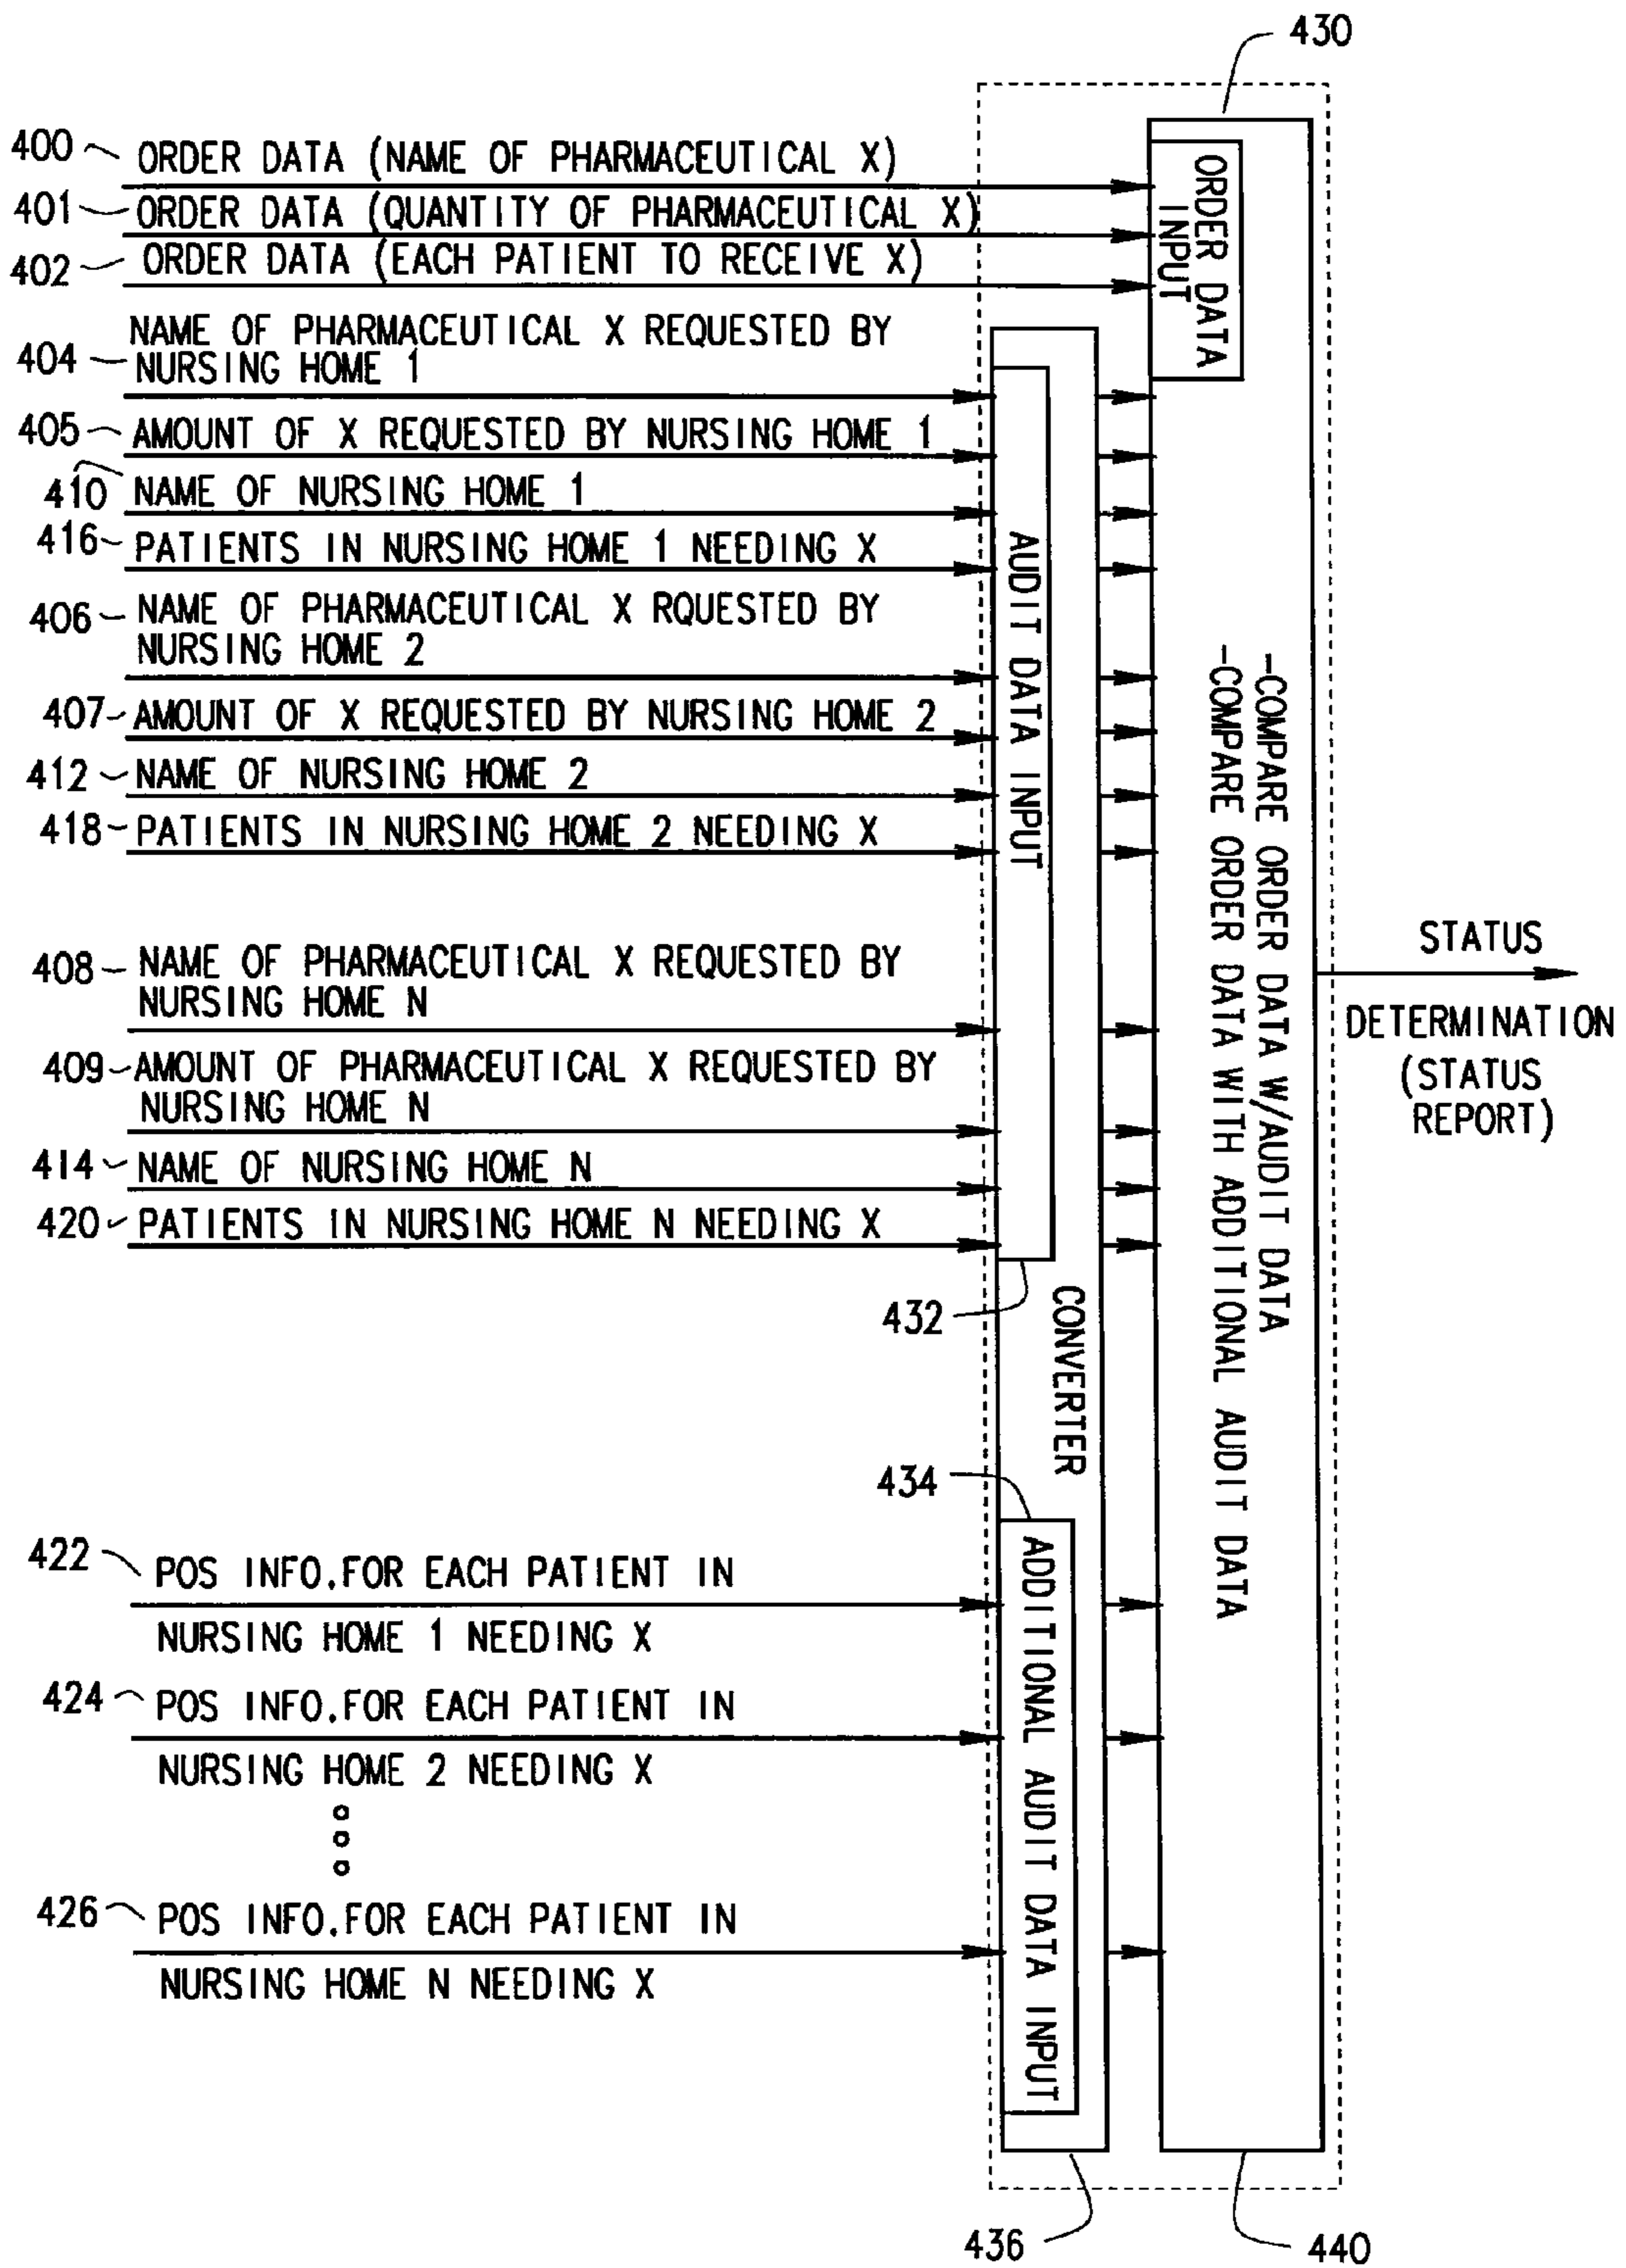 430
400 ORDER DATA (NAME OF PHARMACEUTICAL X)
401 ORDER DATA (QUANTITY OF PHARMACEUTICAL X)
402 ORDER DATA (EACH PATIENT TO RECEIVE X)
ORDER DATA
INPUT
NAME OF PHARMACEUTICAL X REQUESTED BY
404 NURSING HOME 1
405 AMOUNT OF X REQUESTED BY NURSING HOME 1
410 NAME OF NURSING HOME 1
416 PATIENTS IN NURSING HOME 1 NEEDING X
406 NAME OF PHARMACEUTICAL X RQUESTED BY
NURSING HOME 2
407 AMOUNT OF X REQUESTED BY NURSING HOME 2
412 NAME OF NURSING HOME 2
418 PATIENTS IN NURSING HOME 2 NEEDING X
408 NAME OF PHARMACEUTICAL X REQUESTED BY
NURSING HOME N
409 AMOUNT OF PHARMACEUTICAL X REQUESTED BY
NURSING HOME N
414 NAME OF NURSING HOME N
420 PATIENTS IN NURSING HOME N NEEDING X
AUDIT DATA INPUT
432
CONVERTER
434
422 POS INFO.FOR EACH PATIENT IN
NURSING HOME 1 NEEDING X
424 POS INFO.FOR EACH PATIENT IN
NURSING HOME 2 NEEDING X
426 POS INFO.FOR EACH PATIENT IN
NURSING HOME N NEEDING X
ADDITIONAL AUDIT DATA INPUT
-COMPARE ORDER DATA W/AUDIT DATA
-COMPARE ORDER DATA WITH ADDITIONAL AUDIT DATA
STATUS
DETERMINATION
(STATUS
REPORT)
436
440